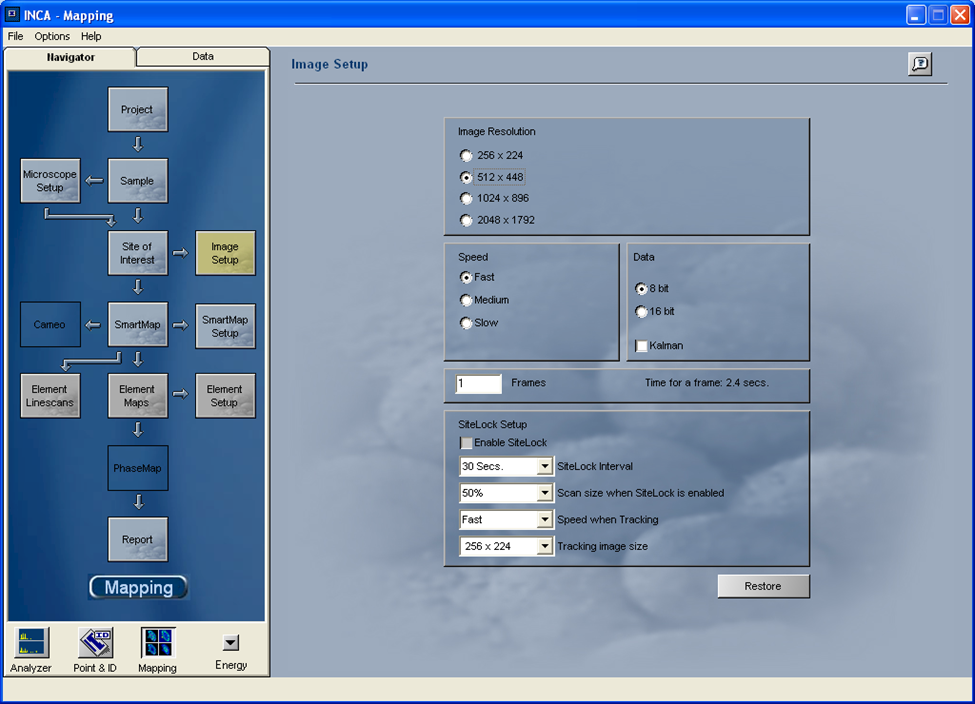 INCA - Mapping
File Options Help
Navigator
Data
Project
Microscope
Setup
Sample
Site of
Interest
Image
Setup
Cameo
SmartMap
SmartMap
Setup
Element
Linescans
Element
Maps
Element
Setup
PhaseMap
Report
Mapping
Analyzer
ID
Point & ID
Mapping
Energy
Image Setup
Image Resolution
256 x 224
512 x 448
1024 x 896
2048 x 1792
Speed
Fast
Medium
Slow
Data
8 bit
16 bit
Kalman
1 Frames Time for a frame: 2.4 secs.
SiteLock Setup
Enable SiteLock
30 Secs. SiteLock Interval
50% Scan size when SiteLock is enabled
Fast Speed when Tracking
256 x 224 Tracking image size
Restore